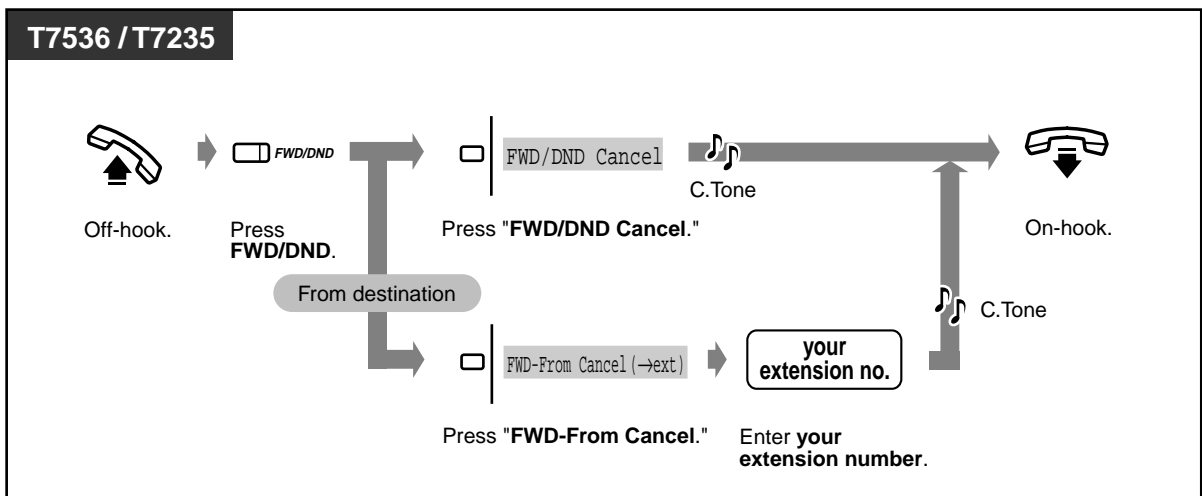 T7536 / T7235
FWD/DND
FWD/DND Cancel
C.Tone
Off-hook.
Press
FWD/DND.
Press "FWD/DND Cancel."
On-hook.
From destination
C.Tone
FWD-From Cancel (→ext)
your
extension no.
Press "FWD-From Cancel."
Enter your
extension number.